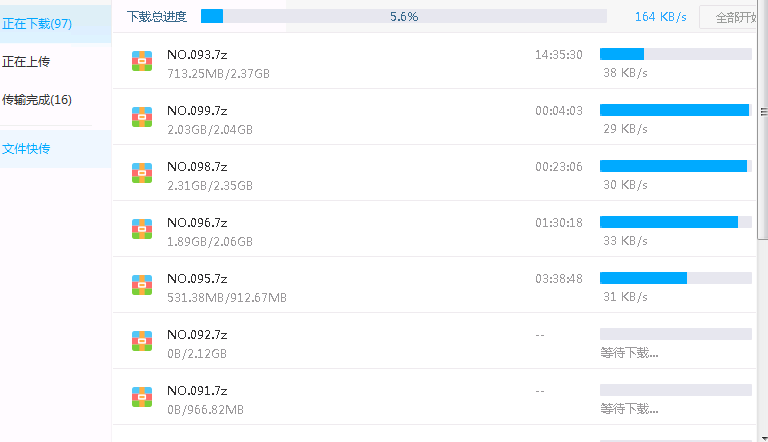 下载总进度 5.6% 164 KB/s 全部开始
正在下载(97)
正在上传
传输完成(16)
文件快传
NO.093.7z 14:35:30
713.25MB/2.37GB 38 KB/s
NO.099.7z 00:04:03
2.03GB/2.04GB 29 KB/s
NO.098.7z 00:23:06
2.31GB/2.35GB 30 KB/s
NO.096.7z 01:30:18
1.89GB/2.06GB 33 KB/s
NO.095.7z 03:38:48
531.38MB/912.67MB 31 KB/s
NO.092.7z --
0B/2.12GB 等待下载...
NO.091.7z --
0B/966.82MB 等待下载...